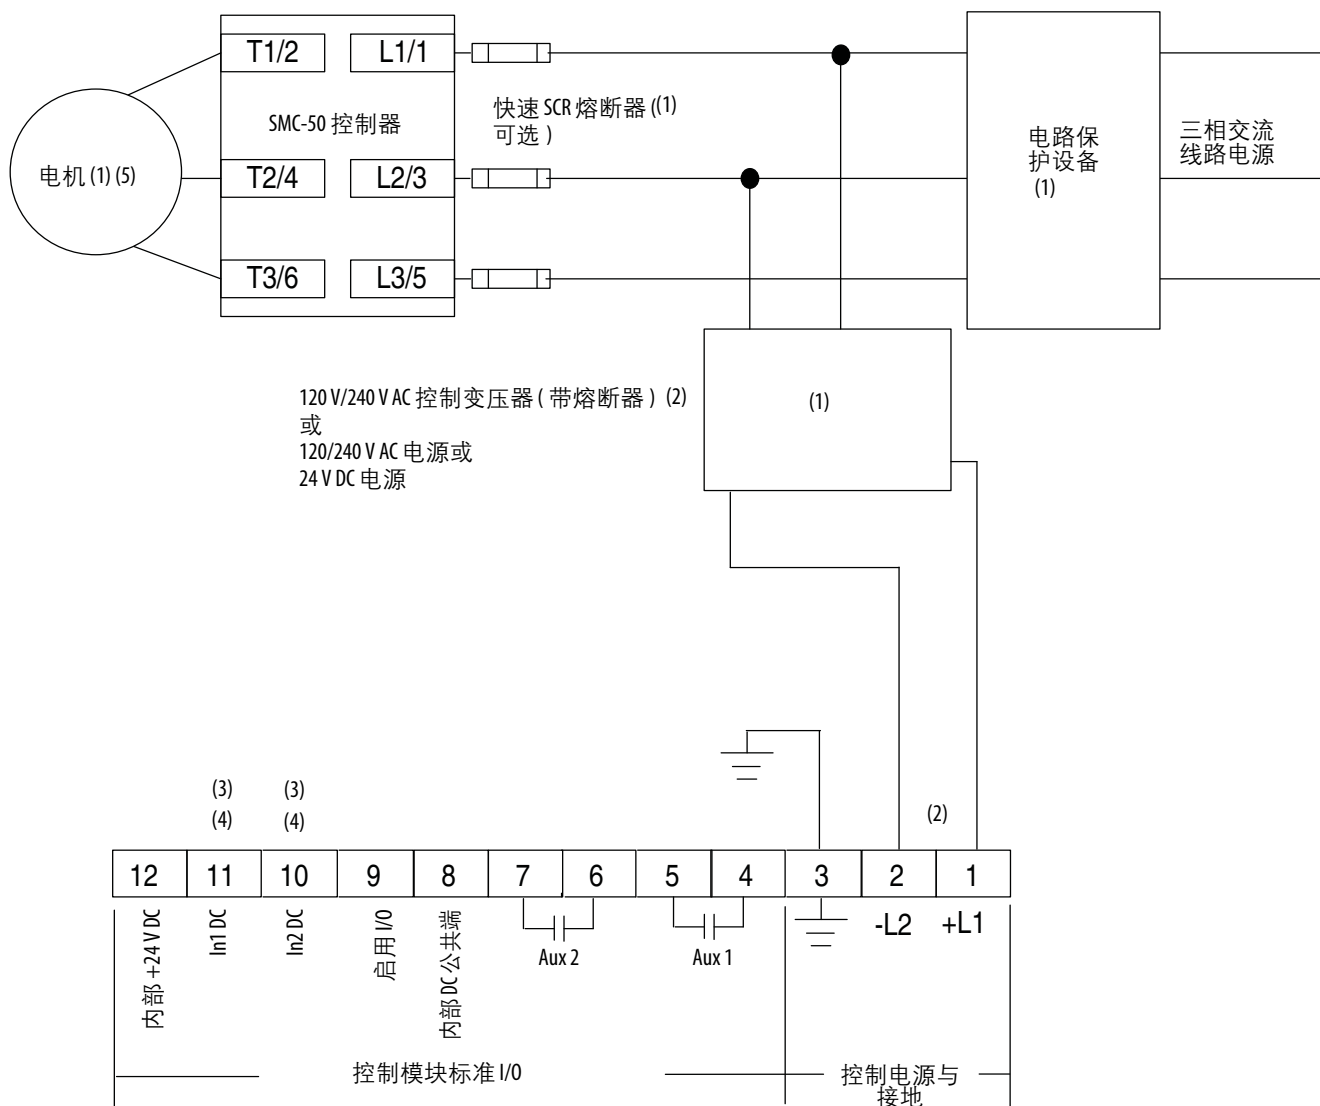 T1/2
L1/1
SMC-50 控制器
快速 SCR 熔断器 ((1)
可选 )
电机 (1) (5)
T2/4
L2/3
T3/6
L3/5
电路保
护设备
(1)
三相交流
线路电源
120 V/240 V AC 控制变压器 ( 带熔断器 ) (2)
或
120/240 V AC 电源或
24 V DC 电源
(1)
(3)
(4)
(3)
(4)
(2)
12
11
10
9
8
7
6
5
4
3
2
1
内部 +24 V DC
In1 DC
In2 DC
启用 I/O
内部 DC 公共端
Aux 2
Aux 1
-L2
+L1
控制模块标准 I/0
控制电源与
接地